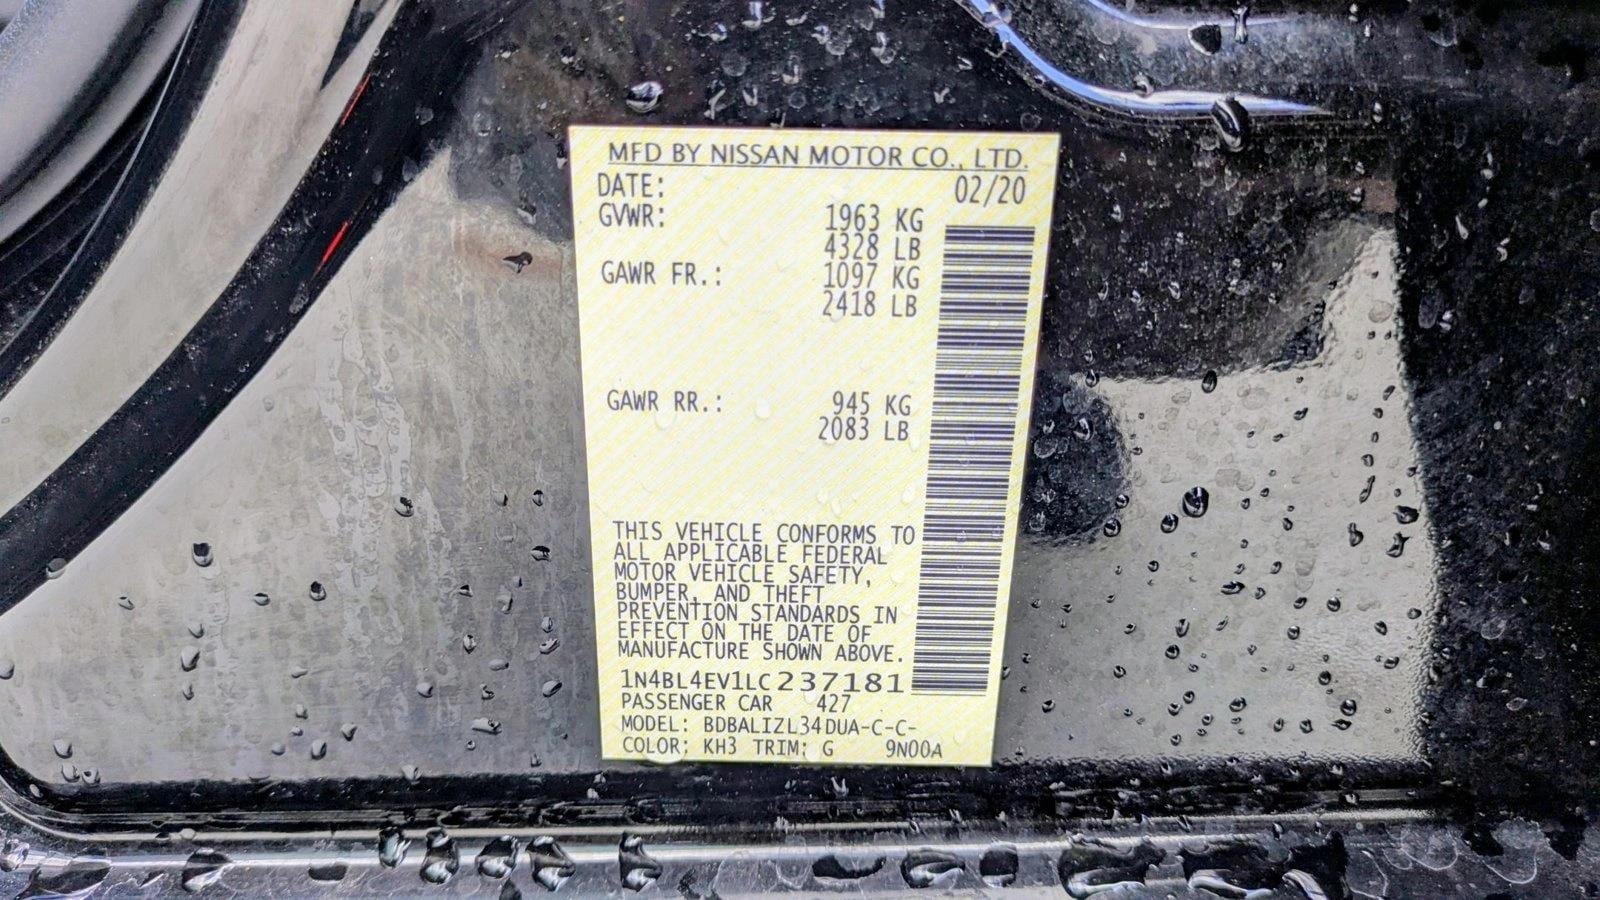 MFD BY NISSAN MOTOR CO., LTD.
DATE: 02/20
GVWR: 1963 KG
4328 LB
GAWR FR.: 1097 KG
2418 LB
GAWR RR.: 945 KG
2083 LB
THIS VEHICLE CONFORMS TO
ALL APPLICABLE FEDERAL
MOTOR VEHICLE SAFETY,
BUMPER, AND THEFT
PREVENTION STANDARDS IN
EFFECT ON THE DATE OF
MANUFACTURE SHOWN ABOVE.
1N4BL4EV1LC237181
PASSENGER CAR 427
MODEL: BDBALIZL34DUA-C-C-
COLOR: KH3 TRIM: G 9N00A